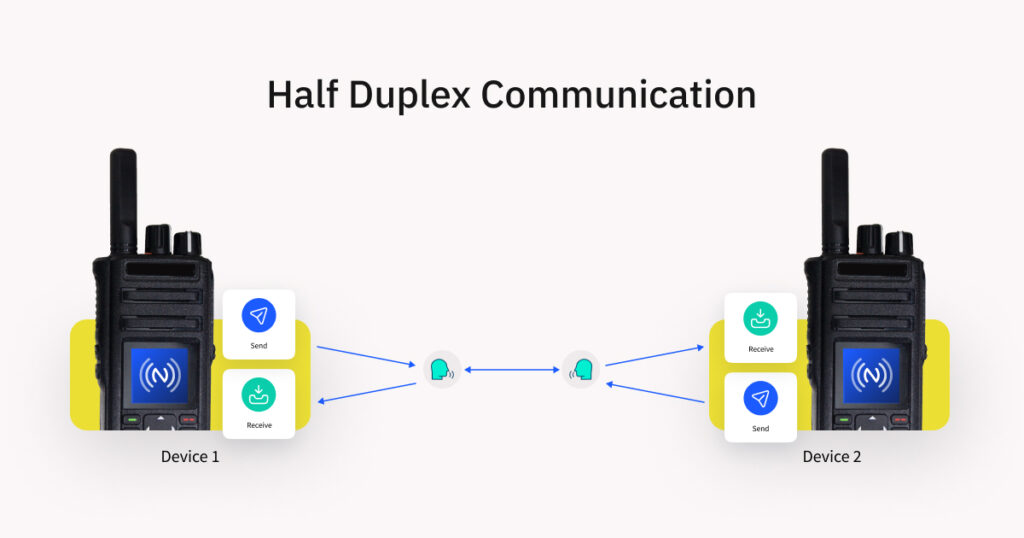 Half Duplex Communication
Send
Receive
Receive
Send
N
N
Device 1
Device 2